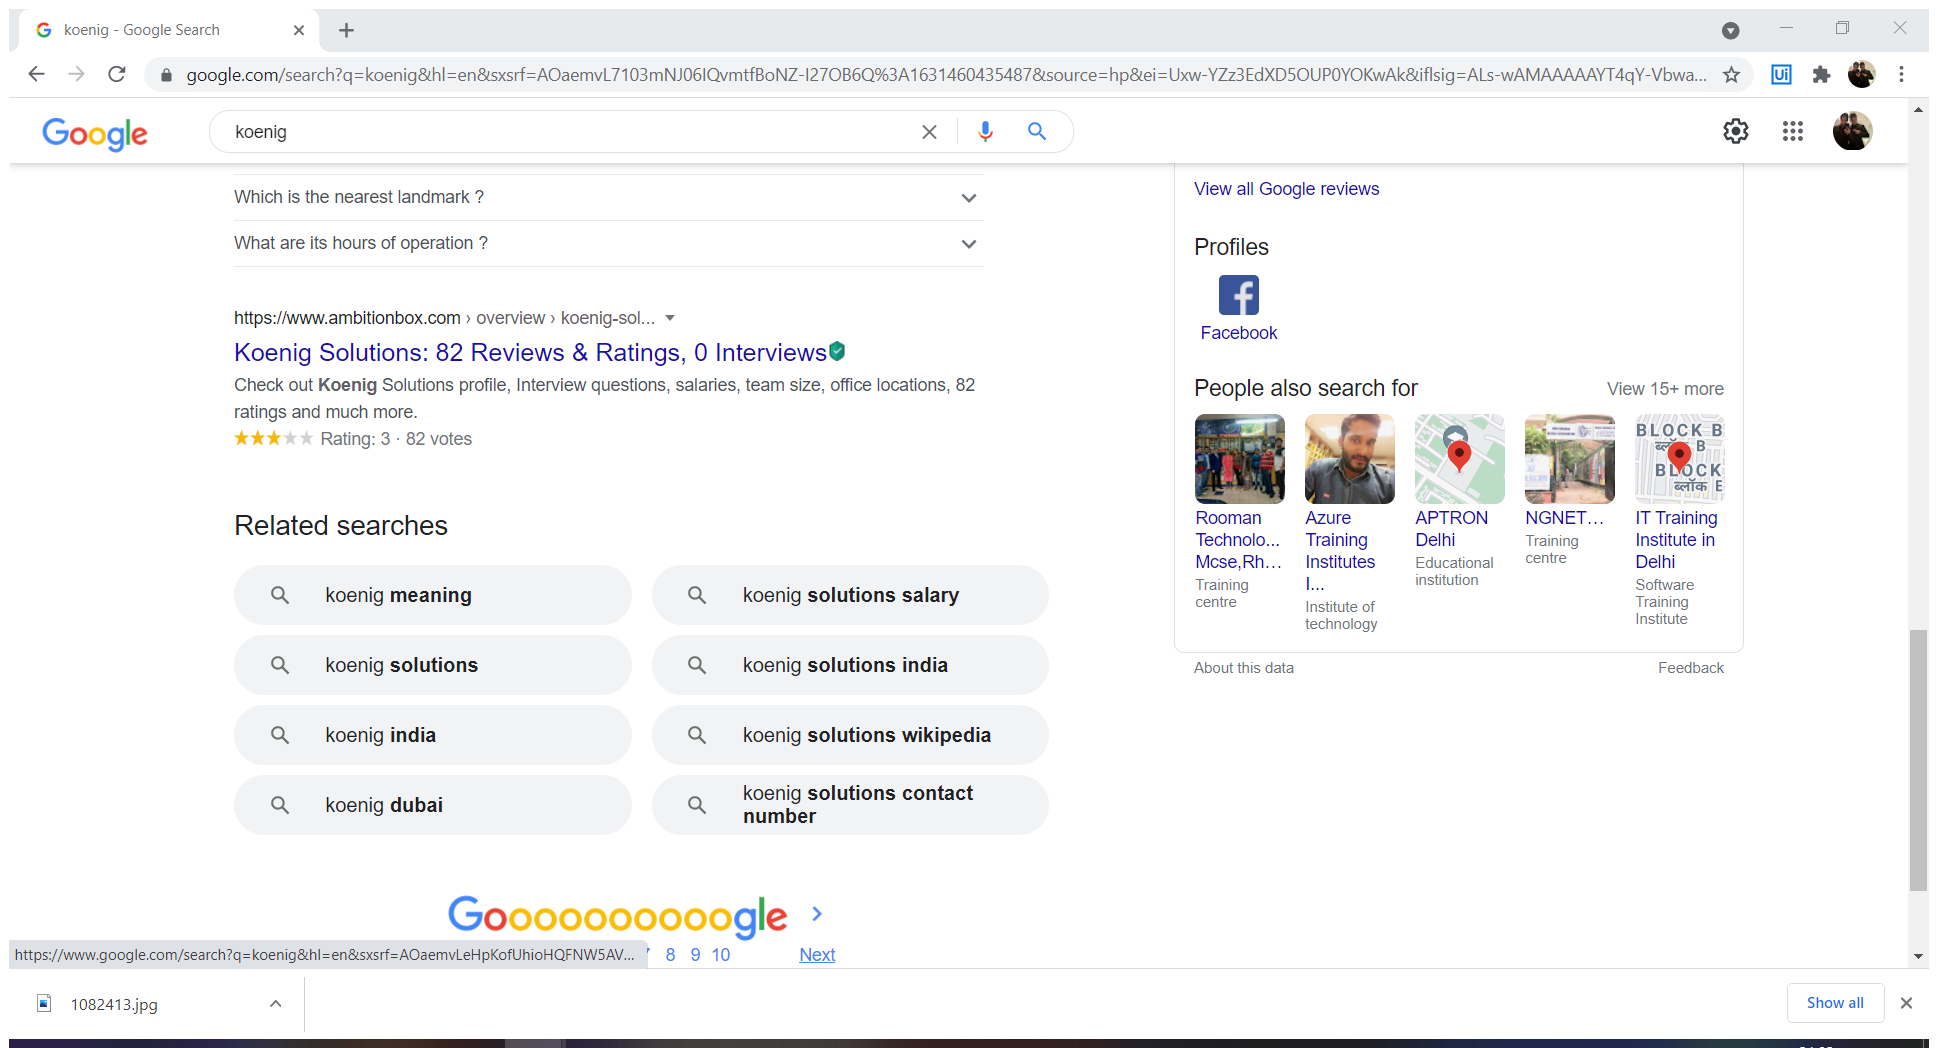 koenig - Google Search
google.com/search?q=koenig&hl=en&sxsrf=AOaemvL7103mNJ06IQvmtfBoNZ-I27OB6Q%3A1631460435487&source=hp&ei=Uxw-YZz3EdXD5OUP0YOKwAk&iflsig=ALs-wAMAAAAAYT4qY-Vbwa...
Ui
Google
koenig
Which is the nearest landmark ?
What are its hours of operation ?
https://www.ambitionbox.com › overview › koenig-sol...
Koenig Solutions: 82 Reviews & Ratings, 0 Interviews
Check out Koenig Solutions profile, Interview questions, salaries, team size, office locations, 82
ratings and much more.
Rating: 3 · 82 votes
Related searches
koenig meaning
koenig solutions salary
koenig solutions
koenig solutions india
koenig india
koenig solutions wikipedia
koenig dubai
koenig solutions contact
number
Goooooooooogle
8 9 10
Next
View all Google reviews
Profiles
Facebook
People also search for
View 15+ more
BLOCK B
ब्लॉक B
BLOCK
ब्लॉक E
Rooman
Technolo...
Mcse,Rh...
Training
centre
Azure
Training
Institutes
I...
Institute of
technology
APTRON
Delhi
Educational
institution
NGNET...
Training
centre
IT Training
Institute in
Delhi
Software
Training
Institute
About this data
Feedback
https://www.google.com/search?q=koenig&hl=en&sxsrf=AOaemvLeHpKofUhioHQFNW5AV...
1082413.jpg
Show all